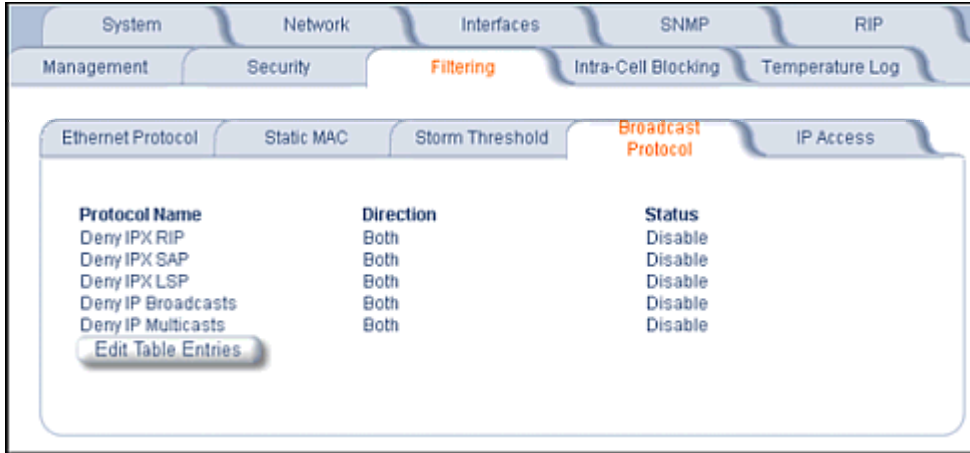 System Network Interfaces SNMP RIP
Management Security Filtering Intra-Cell Blocking Temperature Log
Ethernet Protocol Static MAC Storm Threshold Broadcast Protocol IP Access
Protocol Name Direction Status
Deny IPX RIP Both Disable
Deny IPX SAP Both Disable
Deny IPX LSP Both Disable
Deny IP Broadcasts Both Disable
Deny IP Multicasts Both Disable
Edit Table Entries